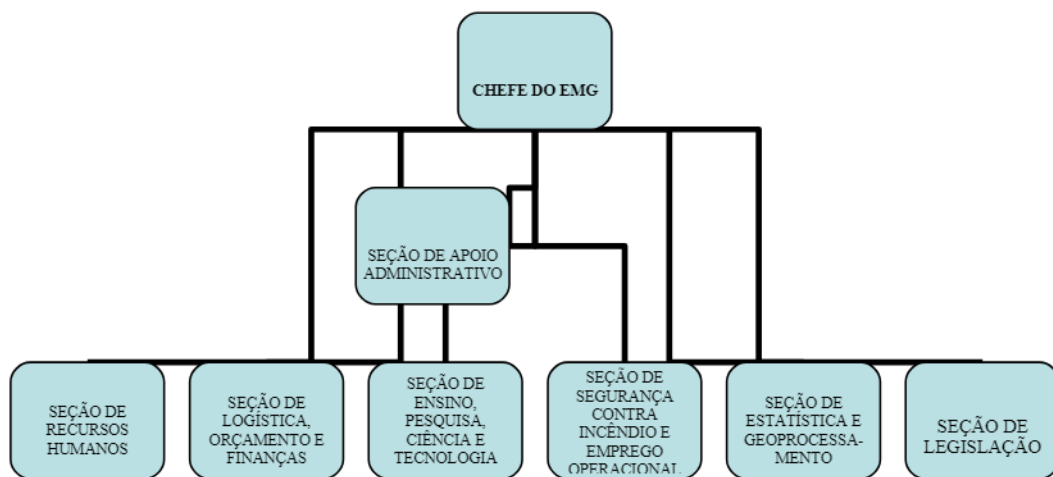 CHEFE DO EMG
SEÇÃO DE APOIO
ADMINISTRATIVO
SEÇÃO DE
RECURSOS
HUMANOS
SEÇÃO DE
LOGÍSTICA,
ORÇAMENTO E
FINANÇAS
SEÇÃO DE
ENSINO,
PESQUISA,
CIÊNCIA E
TECNOLOGIA
SEÇÃO DE
SEGURANÇA
CONTRA
INCÊNDIO E
EMPREGO
OPERACIONAL
SEÇÃO DE
ESTATÍSTICA E
GEOPROCESSA-
MENTO
SEÇÃO DE
LEGISLAÇÃO